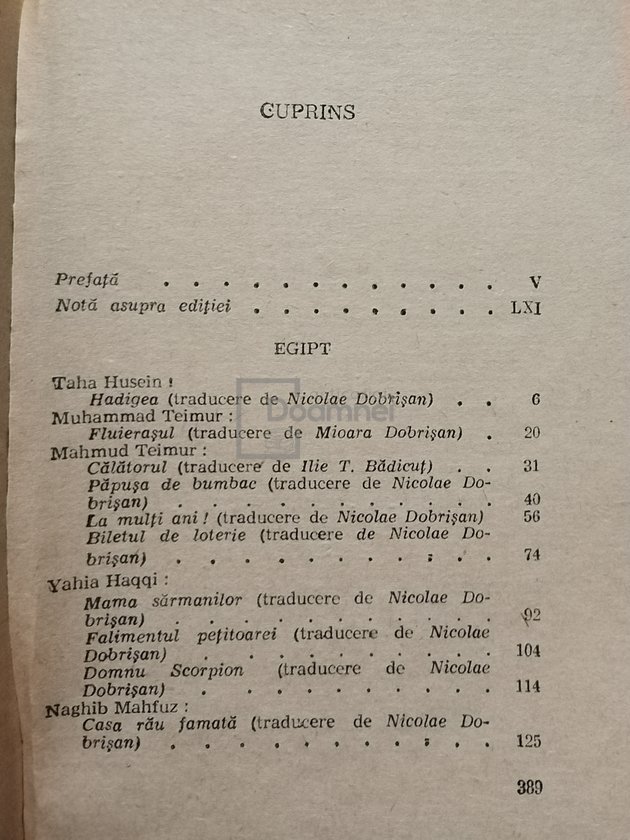 CUPRINS
Prefață . . . . . . . . . . . . V
Notă asupra ediției . . . . . . . . . LXI
EGIPT
Taha Husein :
Hadigea (traducere de Nicolae Dobrișan) . . 6
Muhammad Teimur :
Fluierașul (traducere de Mioara Dobrișan) . 20
Mahmud Teimur :
Călătorul (traducere de Ilie T. Bădicuț) . . 31
Păpușa de bumbac (traducere de Nicolae Do-
brișan) . . . . . . . . . . . 40
La mulți ani ! (traducere de Nicolae Dobrișan) 56
Biletul de loterie (traducere de Nicolae Do-
brișan) . . . . . . . . . . . 74
Yahia Haqqi :
Mama sărmanilor (traducere de Nicolae Do-
brișan) . . . . . . . . . . . 92
Falimentul pețitoarei (traducere de Nicolae
Dobrișan) . . . . . . . . . . 104
Domnu Scorpion (traducere de Nicolae
Dobrișan) . . . . . . . . . . 114
Naghib Mahfuz :
Casa rău famată (traducere de Nicolae Do-
brișan) . . . . . . . . . . . 125
389